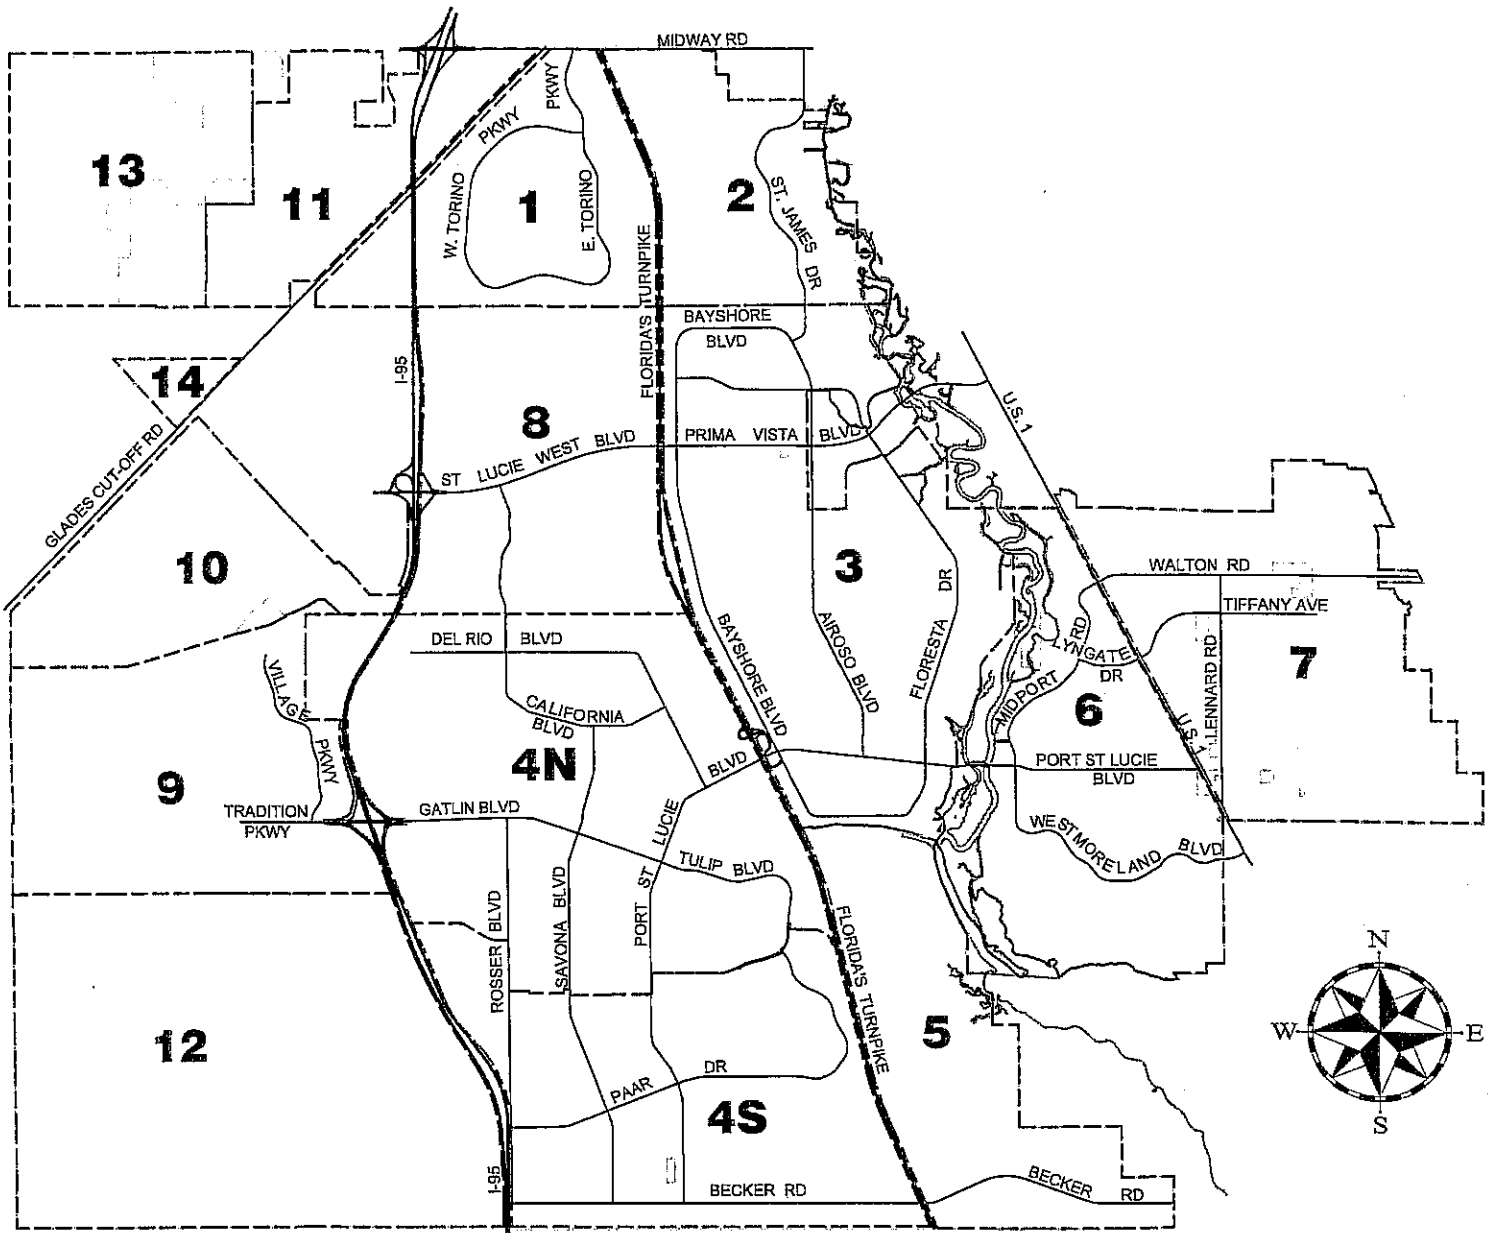 MIDWAY RD
PKWY
PKWY
13
11
W. TORINO
1
E. TORINO
2
ST. JAMES DR
FLORIDA'S TURNPIKE
BAYSHORE
BLVD
14
I-95
8
U.S.1
ST LUCIE WEST BLVD
PRIMA VISTA BLVD
GLADES CUT-OFF RD
10
3
WALTON RD
TIFFANY AVE
DEL RIO BLVD
BAYSHORE BLVD
AIROSO BLVD
FLORESTA DR
LYNGATE
DR
RD
MIDPORT
LENNARD RD
7
VILLAGE
PKWY
CALIFORNIA
BLVD
6
U.S. 1
4N
BLVD
PORT ST LUCIE
BLVD
9
TRADITION
PKWY
GATLIN BLVD
TULIP BLVD
WESTMORELAND BLVD
ROSSER BLVD
SAVONA BLVD
PORT ST LUCIE
FLORIDA'S TURNPIKE
N
W
E
S
12
5
PAAR DR
4S
I-95
BECKER RD
BECKER RD